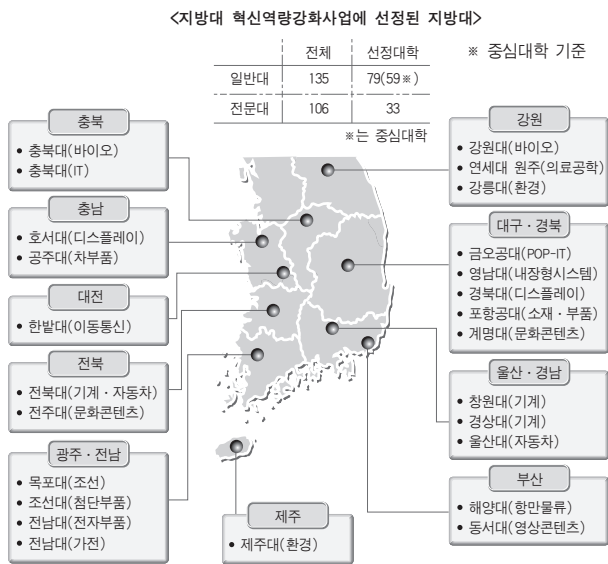 <지방대 혁신역량강화사업에 선정된 지방대>
전체 선정대학
일반대 135 79(59※)
전문대 106 33
※는 중심대학
※ 중심대학 기준
충북
• 충북대(바이오)
• 충북대(IT)
충남
• 호서대(디스플레이)
• 공주대(차부품)
대전
• 한밭대(이동통신)
전북
• 전북대(기계·자동차)
• 전주대(문화콘텐츠)
광주·전남
• 목포대(조선)
• 조선대(첨단부품)
• 전남대(전자부품)
• 전남대(가전)
제주
• 제주대(환경)
강원
• 강원대(바이오)
• 연세대 원주(의료공학)
• 강릉대(환경)
대구·경북
• 금오공대(POP-IT)
• 영남대(내장형시스템)
• 경북대(디스플레이)
• 포항공대(소재·부품)
• 계명대(문화콘텐츠)
울산·경남
• 창원대(기계)
• 경상대(기계)
• 울산대(자동차)
부산
• 해양대(항만물류)
• 동서대(영상콘텐츠)